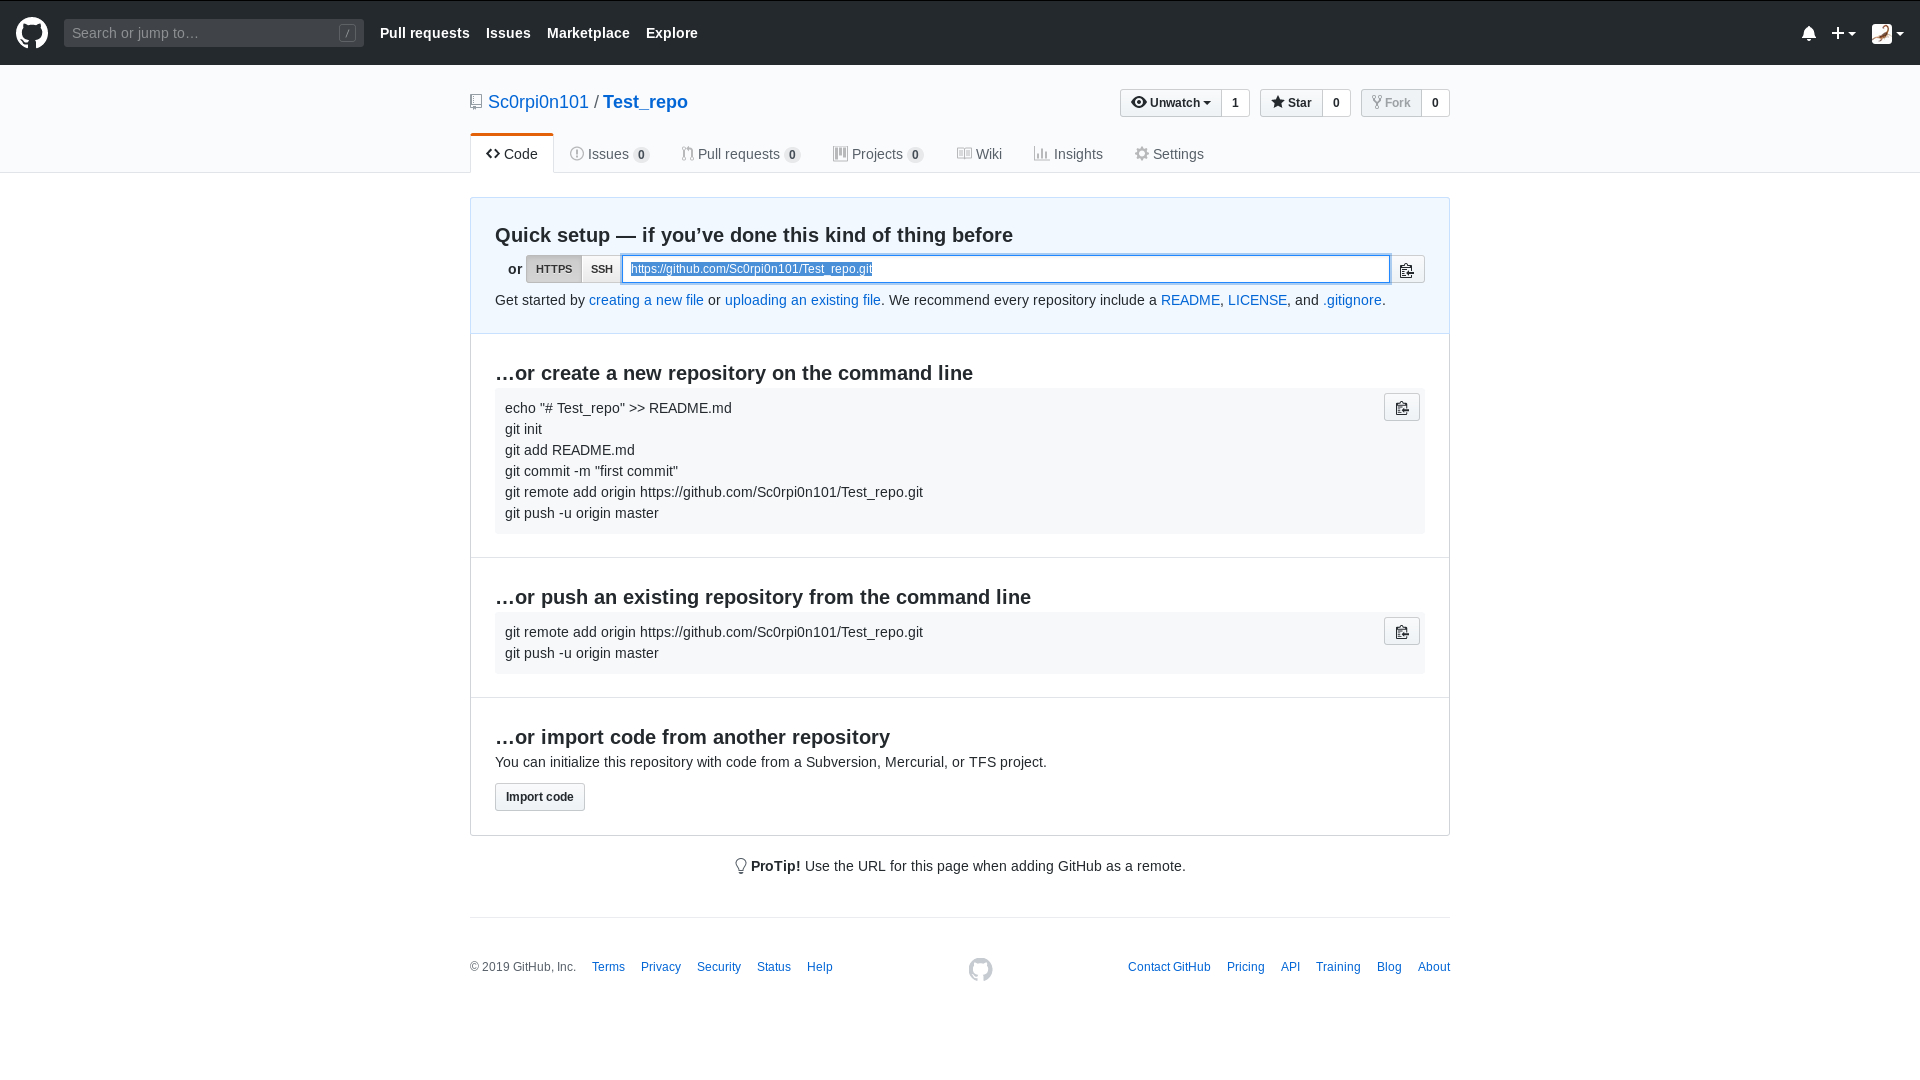 Search or jump to… /
Pull requests Issues Marketplace Explore
Sc0rpi0n101 / Test_repo
Unwatch 1 Star 0 Fork 0
Code Issues 0 Pull requests 0 Projects 0 Wiki Insights Settings
Quick setup — if you’ve done this kind of thing before
or HTTPS SSH https://github.com/Sc0rpi0n101/Test_repo.git
Get started by creating a new file or uploading an existing file. We recommend every repository include a README, LICENSE, and .gitignore.
…or create a new repository on the command line
echo "# Test_repo" >> README.md
git init
git add README.md
git commit -m "first commit"
git remote add origin https://github.com/Sc0rpi0n101/Test_repo.git
git push -u origin master
…or push an existing repository from the command line
git remote add origin https://github.com/Sc0rpi0n101/Test_repo.git
git push -u origin master
…or import code from another repository
You can initialize this repository with code from a Subversion, Mercurial, or TFS project.
Import code
ProTip! Use the URL for this page when adding GitHub as a remote.
© 2019 GitHub, Inc. Terms Privacy Security Status Help Contact GitHub Pricing API Training Blog About